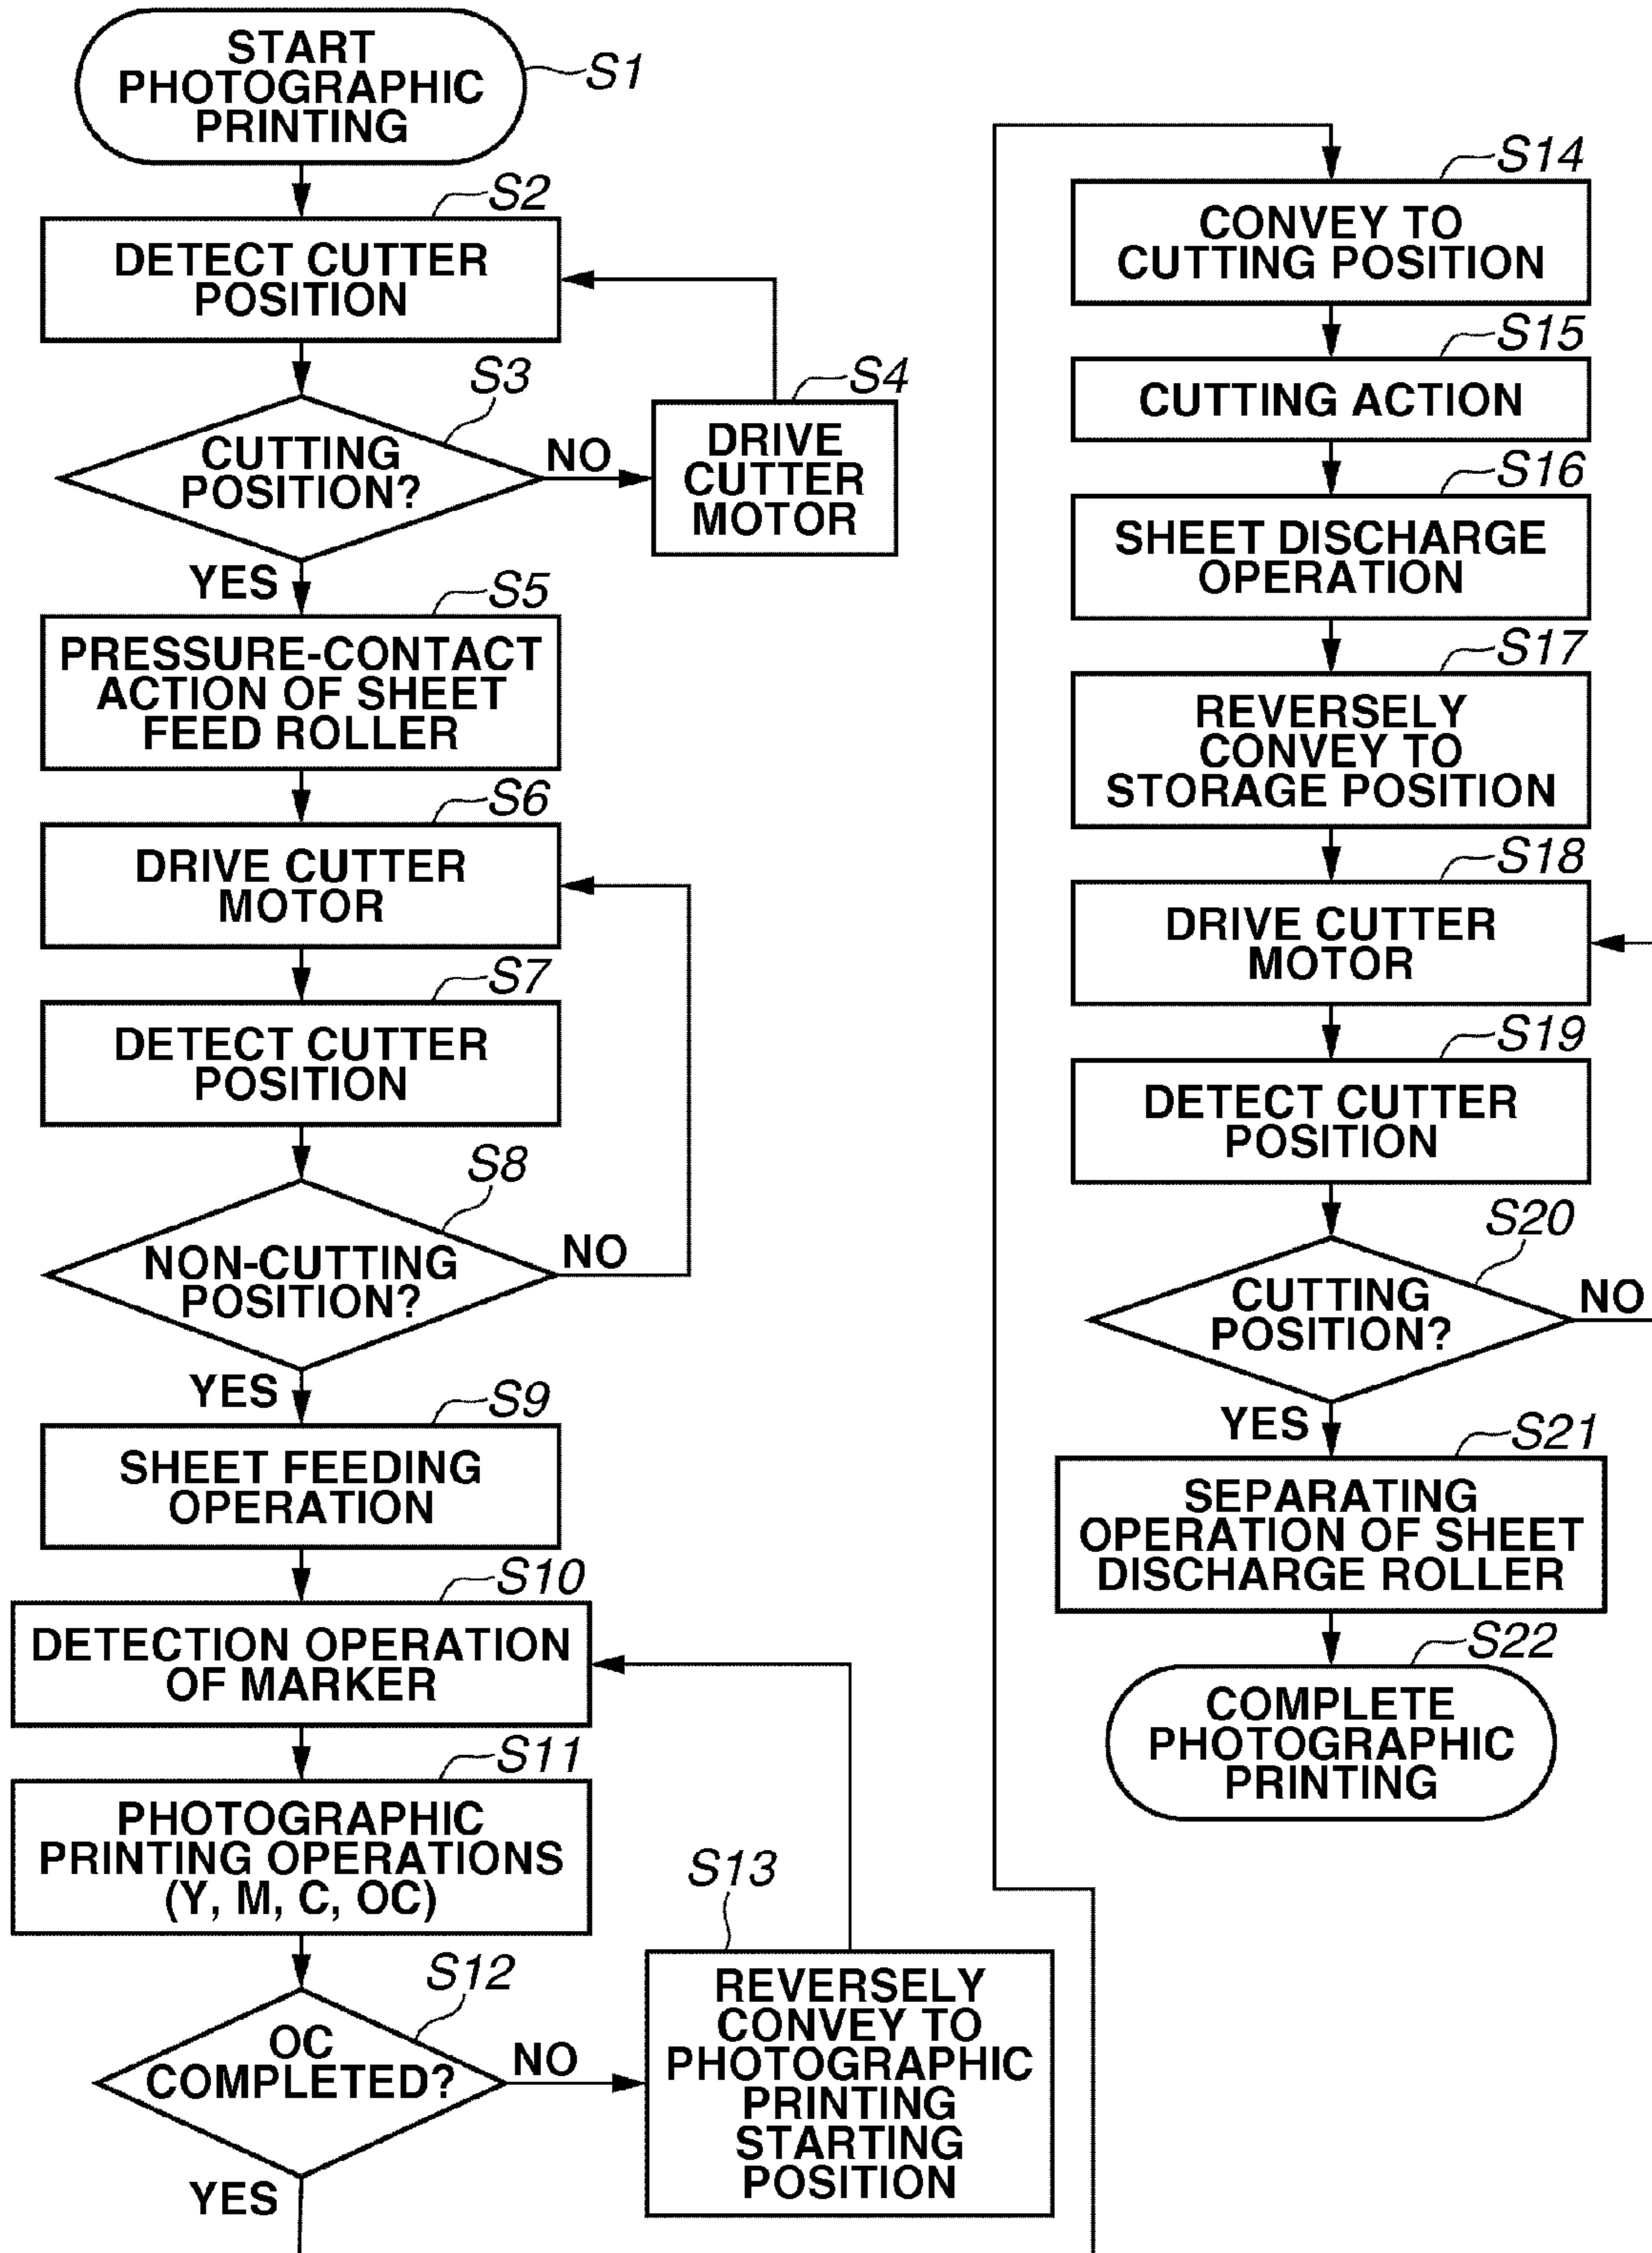 START
PHOTOGRAPHIC
PRINTING
S1
S2
DETECT CUTTER
POSITION
S3
CUTTING
POSITION?
NO
S4
DRIVE
CUTTER
MOTOR
YES
S5
PRESSURE-CONTACT
ACTION OF SHEET
FEED ROLLER
S6
DRIVE CUTTER
MOTOR
S7
DETECT CUTTER
POSITION
S8
NON-CUTTING
POSITION?
NO
YES
S9
SHEET FEEDING
OPERATION
S10
DETECTION OPERATION
OF MARKER
S11
PHOTOGRAPHIC
PRINTING OPERATIONS
(Y, M, C, OC)
S12
OC
COMPLETED?
NO
S13
REVERSELY
CONVEY TO
PHOTOGRAPHIC
PRINTING
STARTING
POSITION
YES
S14
CONVEY TO
CUTTING POSITION
S15
CUTTING ACTION
S16
SHEET DISCHARGE
OPERATION
S17
REVERSELY
CONVEY TO
STORAGE POSITION
S18
DRIVE CUTTER
MOTOR
S19
DETECT CUTTER
POSITION
S20
CUTTING
POSITION?
NO
YES
S21
SEPARATING
OPERATION OF SHEET
DISCHARGE ROLLER
S22
COMPLETE
PHOTOGRAPHIC
PRINTING